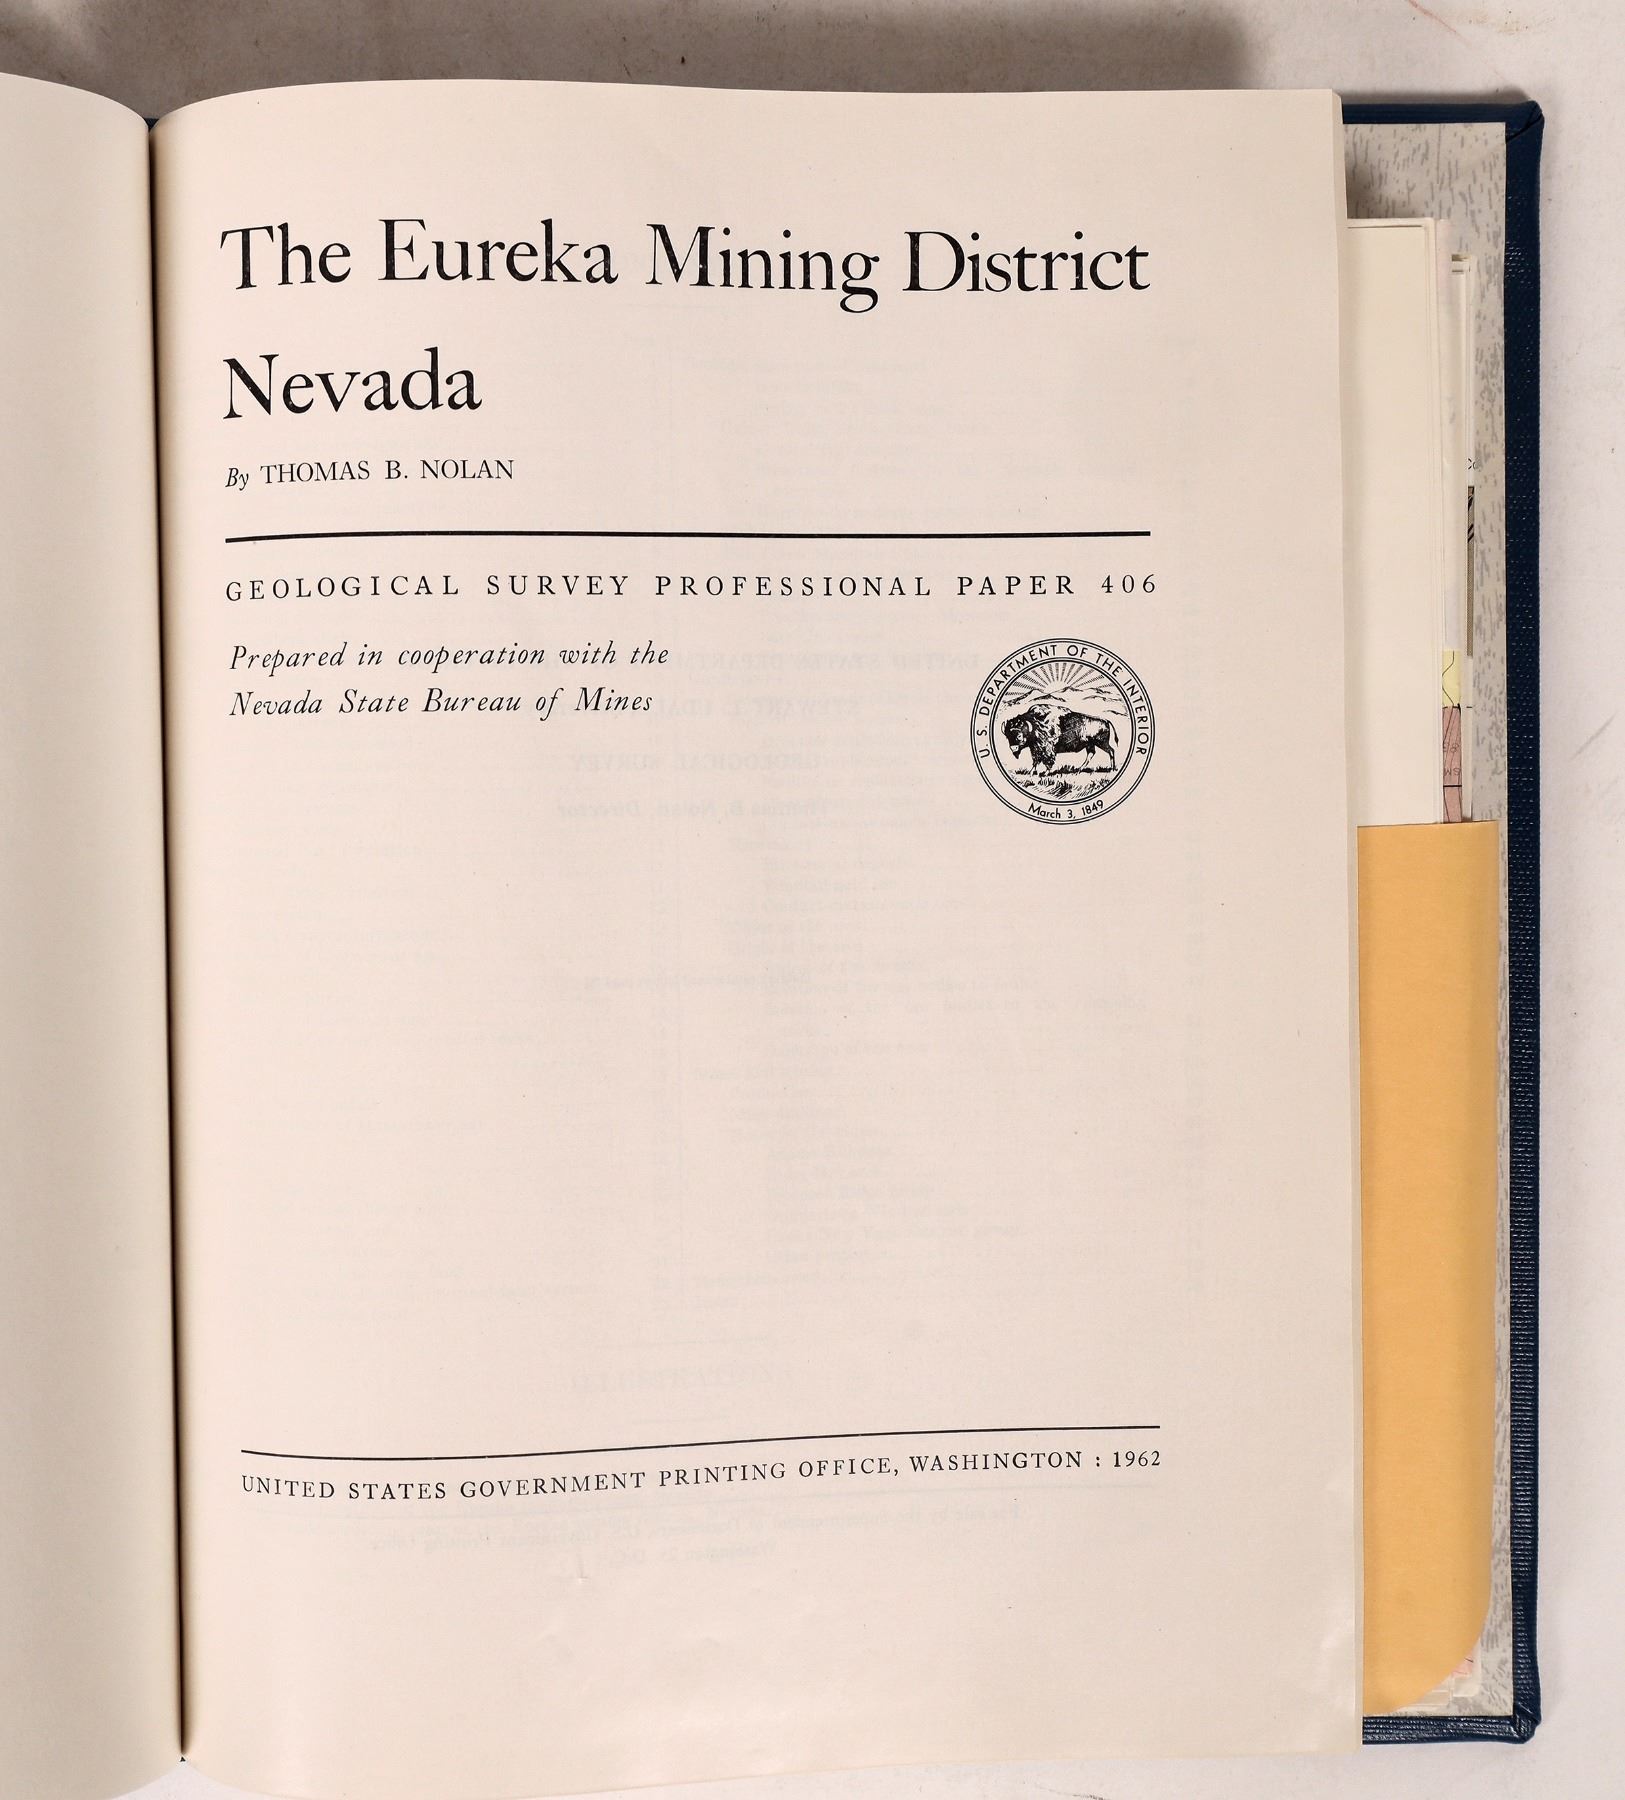 The Eureka Mining District
Nevada
By THOMAS B. NOLAN
GEOLOGICAL SURVEY PROFESSIONAL PAPER 406
Prepared in cooperation with the
Nevada State Bureau of Mines
U. S. DEPARTMENT OF THE INTERIOR
March 3, 1849
UNITED STATES GOVERNMENT PRINTING OFFICE, WASHINGTON : 1962